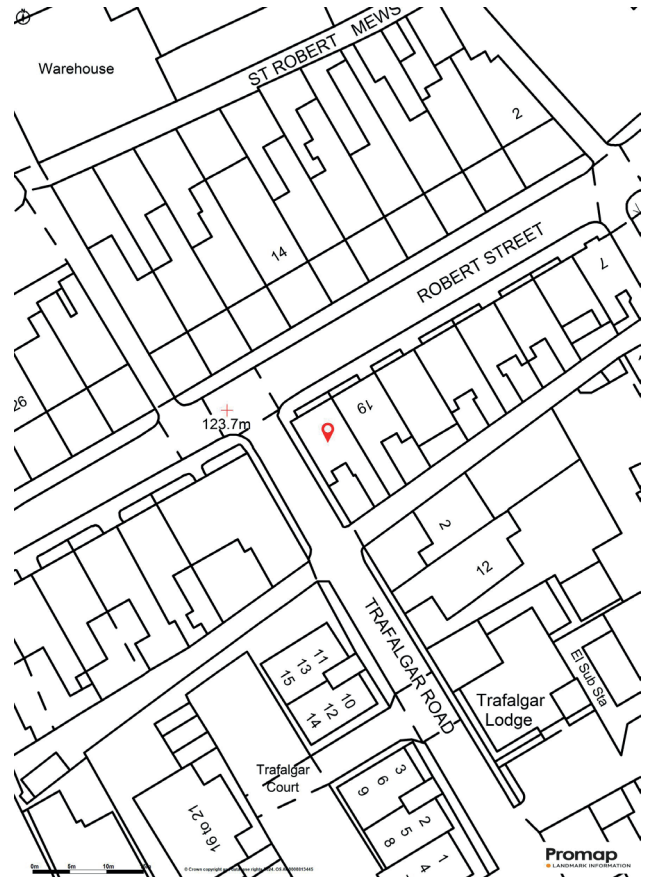 Warehouse
ST ROBERT MEWS
2
14
ROBERT STREET
7
26
123.7m
19
2
12
TRAFALGAR ROAD
11
13
15
10
12
14
El Sub Sta
Trafalgar
Lodge
Trafalgar
Court
3
6
9
2
5
8
1
4
16 to 21
0m 5m 10m
Promap
LANDMARK INFORMATION